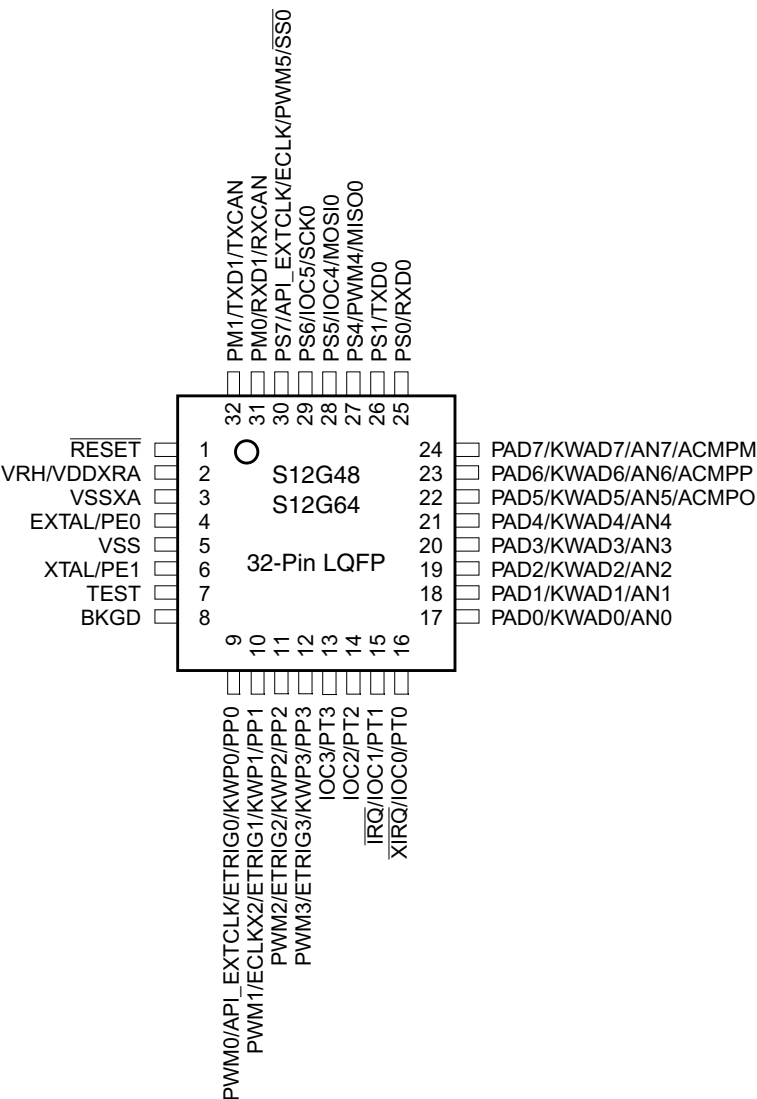 PM1/TXD1/TXCAN
PM0/RXD1/RXCAN
PS7/API_EXTCLK/ECLK/PWM5/SS0
PS6/IOC5/SCK0
PS5/IOC4/MOSI0
PS4/PWM4/MISO0
PS1/TXD0
PS0/RXD0
32
31
30
29
28
27
26
25
RESET 1
VRH/VDDXRA 2
VSSXA 3
EXTAL/PE0 4
VSS 5
XTAL/PE1 6
TEST 7
BKGD 8
S12G48
S12G64
32-Pin LQFP
24 PAD7/KWAD7/AN7/ACMPM
23 PAD6/KWAD6/AN6/ACMPP
22 PAD5/KWAD5/AN5/ACMPO
21 PAD4/KWAD4/AN4
20 PAD3/KWAD3/AN3
19 PAD2/KWAD2/AN2
18 PAD1/KWAD1/AN1
17 PAD0/KWAD0/AN0
9
10
11
12
13
14
15
16
PWM0/API_EXTCLK/ETRIG0/KWP0/PP0
PWM1/ECLKX2/ETRIG1/KWP1/PP1
PWM2/ETRIG2/KWP2/PP2
PWM3/ETRIG3/KWP3/PP3
IOC3/PT3
IOC2/PT2
IRQ/IOC1/PT1
XIRQ/IOC0/PT0